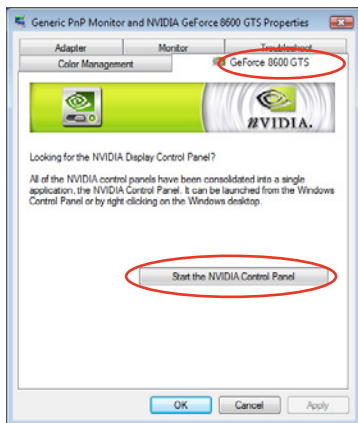 Generic PnP Monitor and NVIDIA GeForce 8600 GTS Properties
Adapter Monitor Troubleshoot
Color Management GeForce 8600 GTS
NVIDIA.
Looking for the NVIDIA Display Control Panel?
All of the NVIDIA control panels have been consolidated into a single
application, the NVIDIA Control Panel. It can be launched from the Windows
Control Panel or by right clicking on the Windows desktop.
Start the NVIDIA Control Panel
OK Cancel Apply